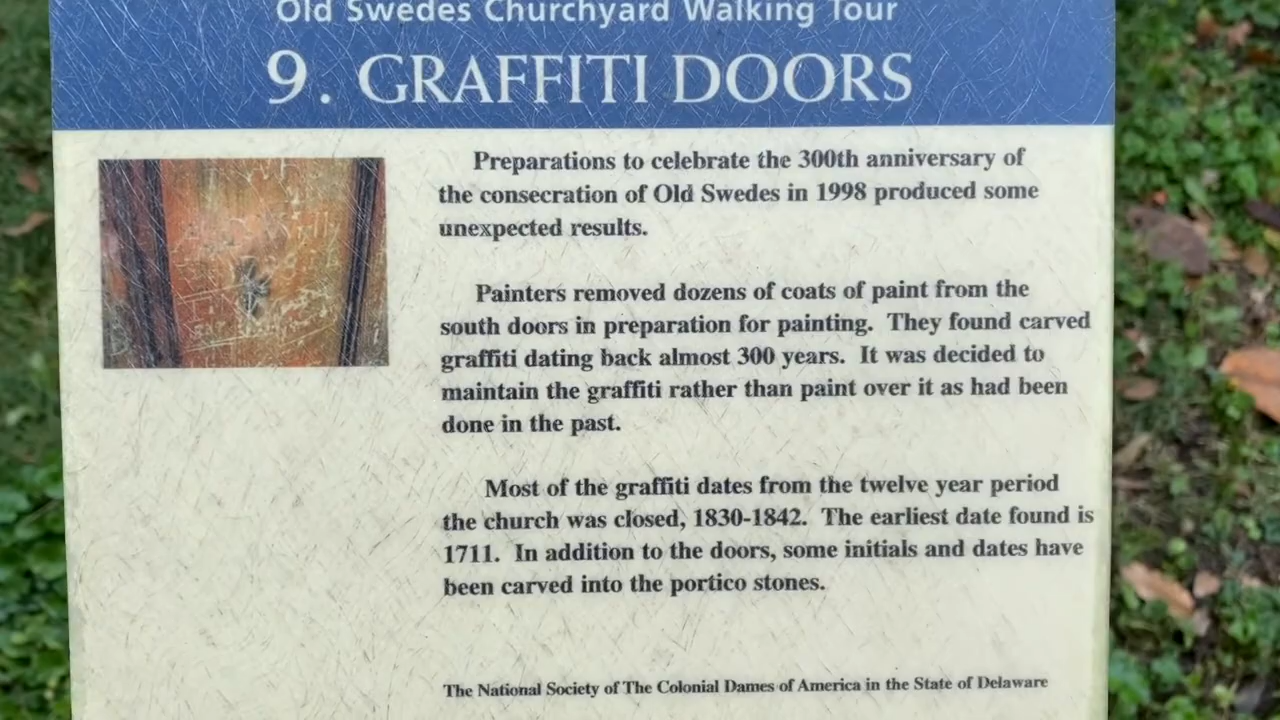 Old Swedes Churchyard Walking Tour
9. GRAFFITI DOORS
Preparations to celebrate the 300th anniversary of
the consecration of Old Swedes in 1998 produced some
unexpected results.
Painters removed dozens of coats of paint from the
south doors in preparation for painting. They found carved
graffiti dating back almost 300 years. It was decided to
maintain the graffiti rather than paint over it as had been
done in the past.
Most of the graffiti dates from the twelve year period
the church was closed, 1830-1842. The earliest date found is
1711. In addition to the doors, some initials and dates have
been carved into the portico stones.
The National Society of The Colonial Dames of America in the State of Delaware